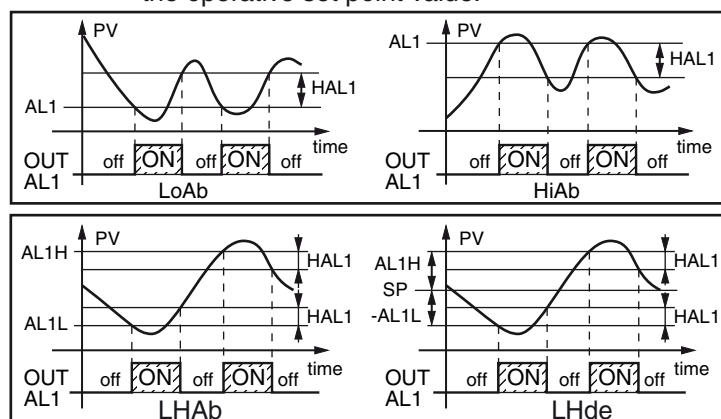 the operative set point value.
PV
AL1
HAL1
time
OUT AL1
off ON off ON off
LoAb
PV
AL1
HAL1
time
OUT AL1
off ON off ON off
HiAb
PV
AL1H
HAL1
AL1L
HAL1
time
OUT AL1
off ON off ON off
LHAb
PV
AL1H
HAL1
SP
-AL1L
HAL1
time
OUT AL1
off ON off ON off
LHde